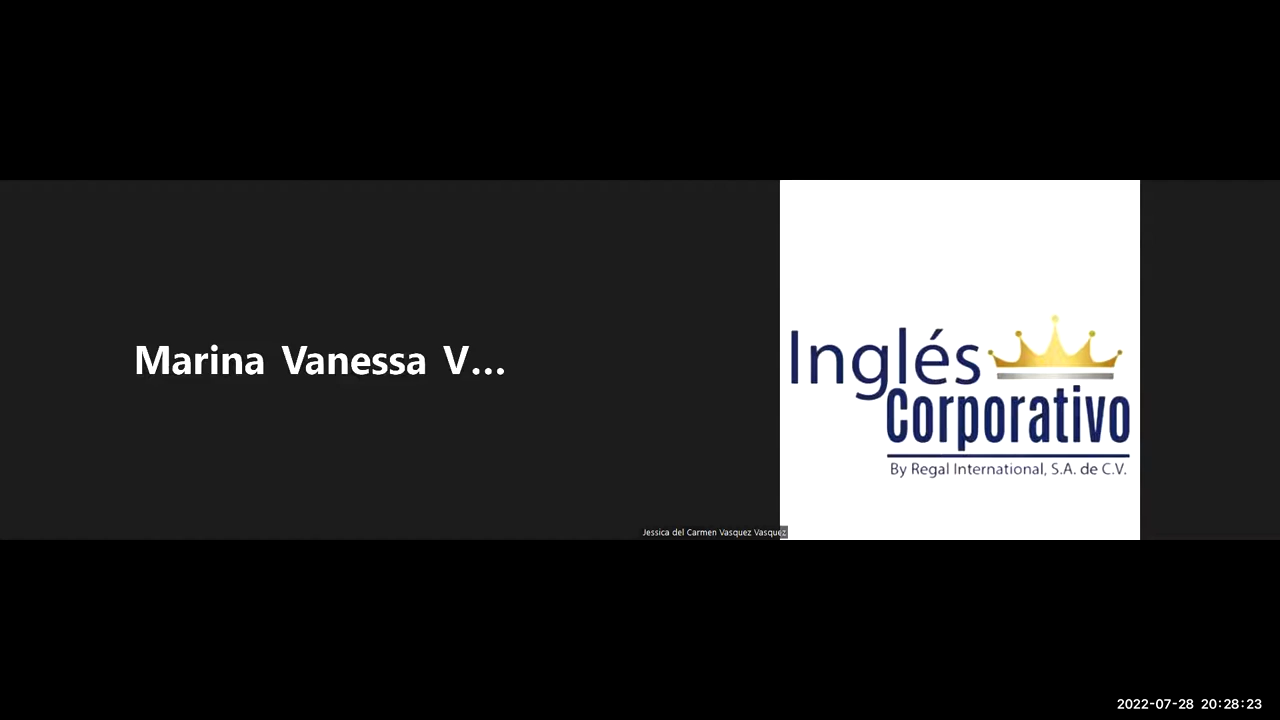 Marina Vanessa V...
Inglés
Corporativo
By Regal International, S.A. de C.V.
Jessica del Carmen Vasquez Vasquez
2022-07-28 20:28:23